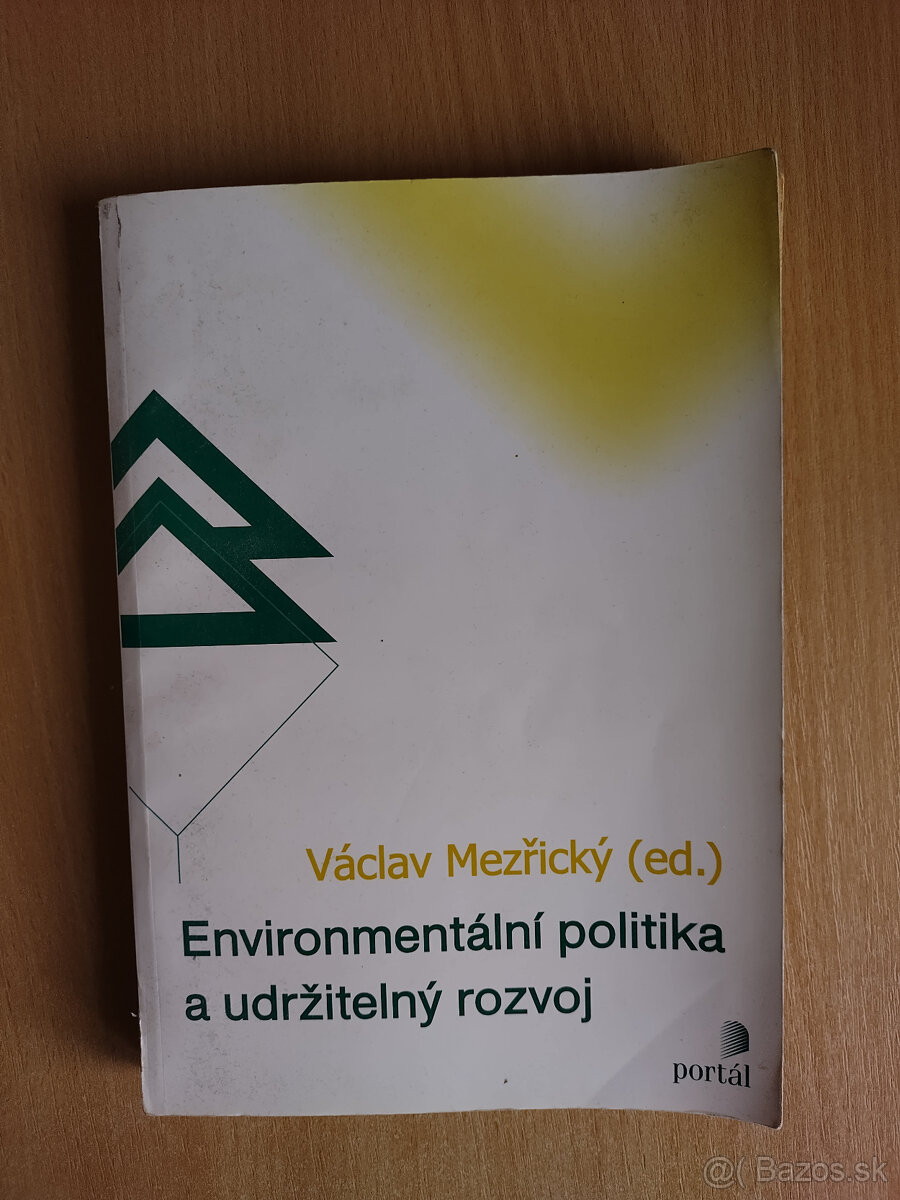 Václav Mezřický (ed.)
Environmentální politika
a udržitelný rozvoj
portál
@( Bazos.sk